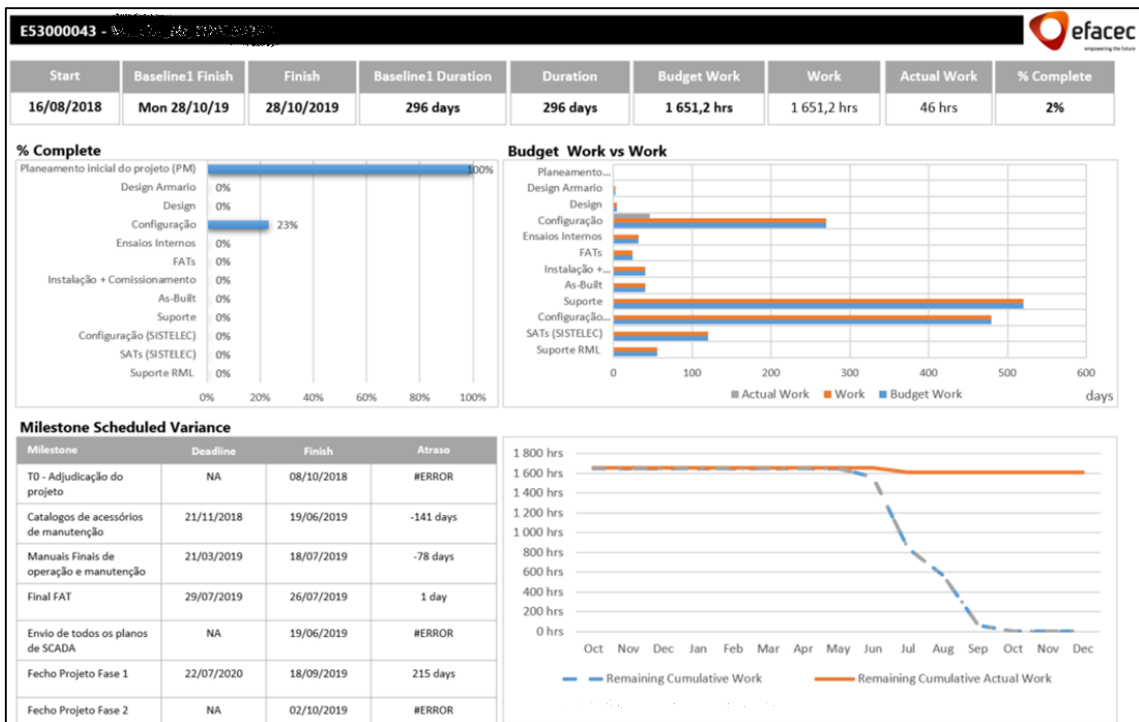 E53000043 -
efacec
empowering the future
Start Baseline1 Finish Finish Baseline1 Duration Duration Budget Work Work Actual Work % Complete
16/08/2018 Mon 28/10/19 28/10/2019 296 days 296 days 1 651,2 hrs 1 651,2 hrs 46 hrs 2%
% Complete
Planeamento inicial do projeto (PM) 100%
Design Armario 0%
Design 0%
Configuração 23%
Ensaios Internos 0%
FATs 0%
Instalação + Comissionamento 0%
As-Built 0%
Suporte 0%
Configuração (SISTELEC) 0%
SATs (SISTELEC) 0%
Suporte RML 0%
0% 20% 40% 60% 80% 100%
Budget Work vs Work
Planeamento...
Design Armario
Design
Configuração
Ensaios Internos
FATs
Instalação +...
As-Built
Suporte
Configuração...
SATs (SISTELEC)
Suporte RML
0 100 200 300 400 500 600
Actual Work Work Budget Work days
Milestone Scheduled Variance
Milestone Deadline Finish Atraso
T0 - Adjudicação do
projeto
NA 08/10/2018 #ERROR
Catalogos de acessórios
de manutenção
21/11/2018 19/06/2019 -141 days
Manuais Finais de
operação e manutenção
21/03/2019 18/07/2019 -78 days
Final FAT 29/07/2019 26/07/2019 1 day
Envio de todos os planos
de SCADA
NA 19/06/2019 #ERROR
Fecho Projeto Fase 1 22/07/2020 18/09/2019 215 days
Fecho Projeto Fase 2 NA 02/10/2019 #ERROR
1 800 hrs
1 600 hrs
1 400 hrs
1 200 hrs
1 000 hrs
800 hrs
600 hrs
400 hrs
200 hrs
0 hrs
Oct Nov Dec Jan Feb Mar Apr May Jun Jul Aug Sep Oct Nov Dec
Remaining Cumulative Work Remaining Cumulative Actual Work